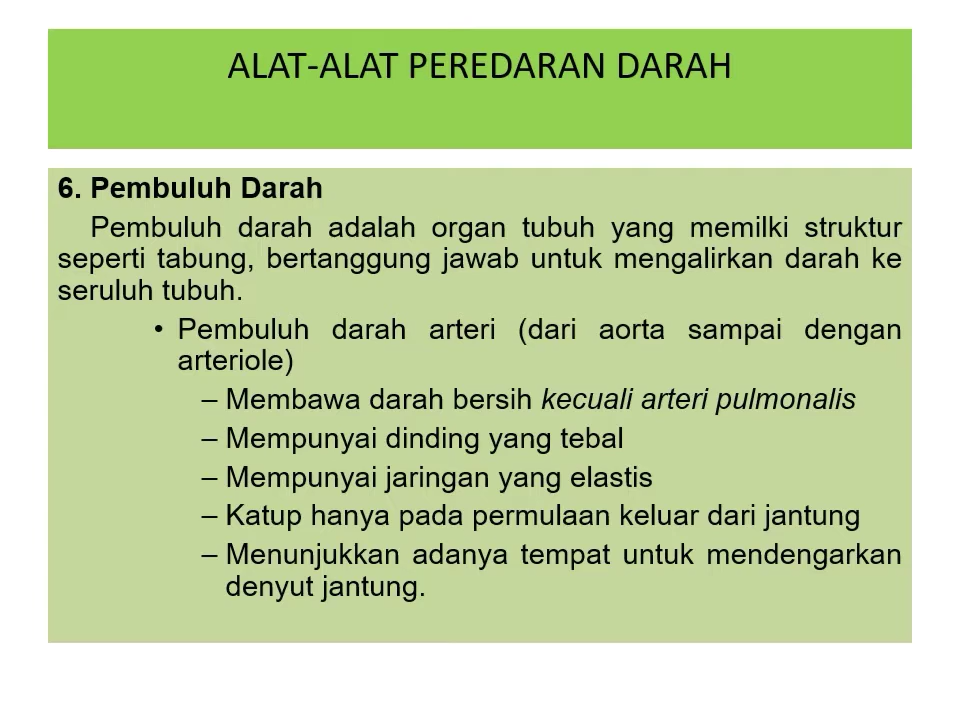 ALAT-ALAT PEREDARAN DARAH
6. Pembuluh Darah
Pembuluh darah adalah organ tubuh yang memilki struktur
seperti tabung, bertanggung jawab untuk mengalirkan darah ke
seruluh tubuh.
• Pembuluh darah arteri (dari aorta sampai dengan
arteriole)
– Membawa darah bersih kecuali arteri pulmonalis
– Mempunyai dinding yang tebal
– Mempunyai jaringan yang elastis
– Katup hanya pada permulaan keluar dari jantung
– Menunjukkan adanya tempat untuk mendengarkan
denyut jantung.